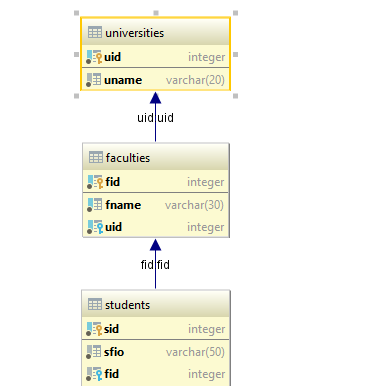 universities
uid integer
uname varchar(20)
uid uid
faculties
fid integer
fname varchar(30)
uid integer
fid fid
students
sid integer
sfio varchar(50)
fid integer